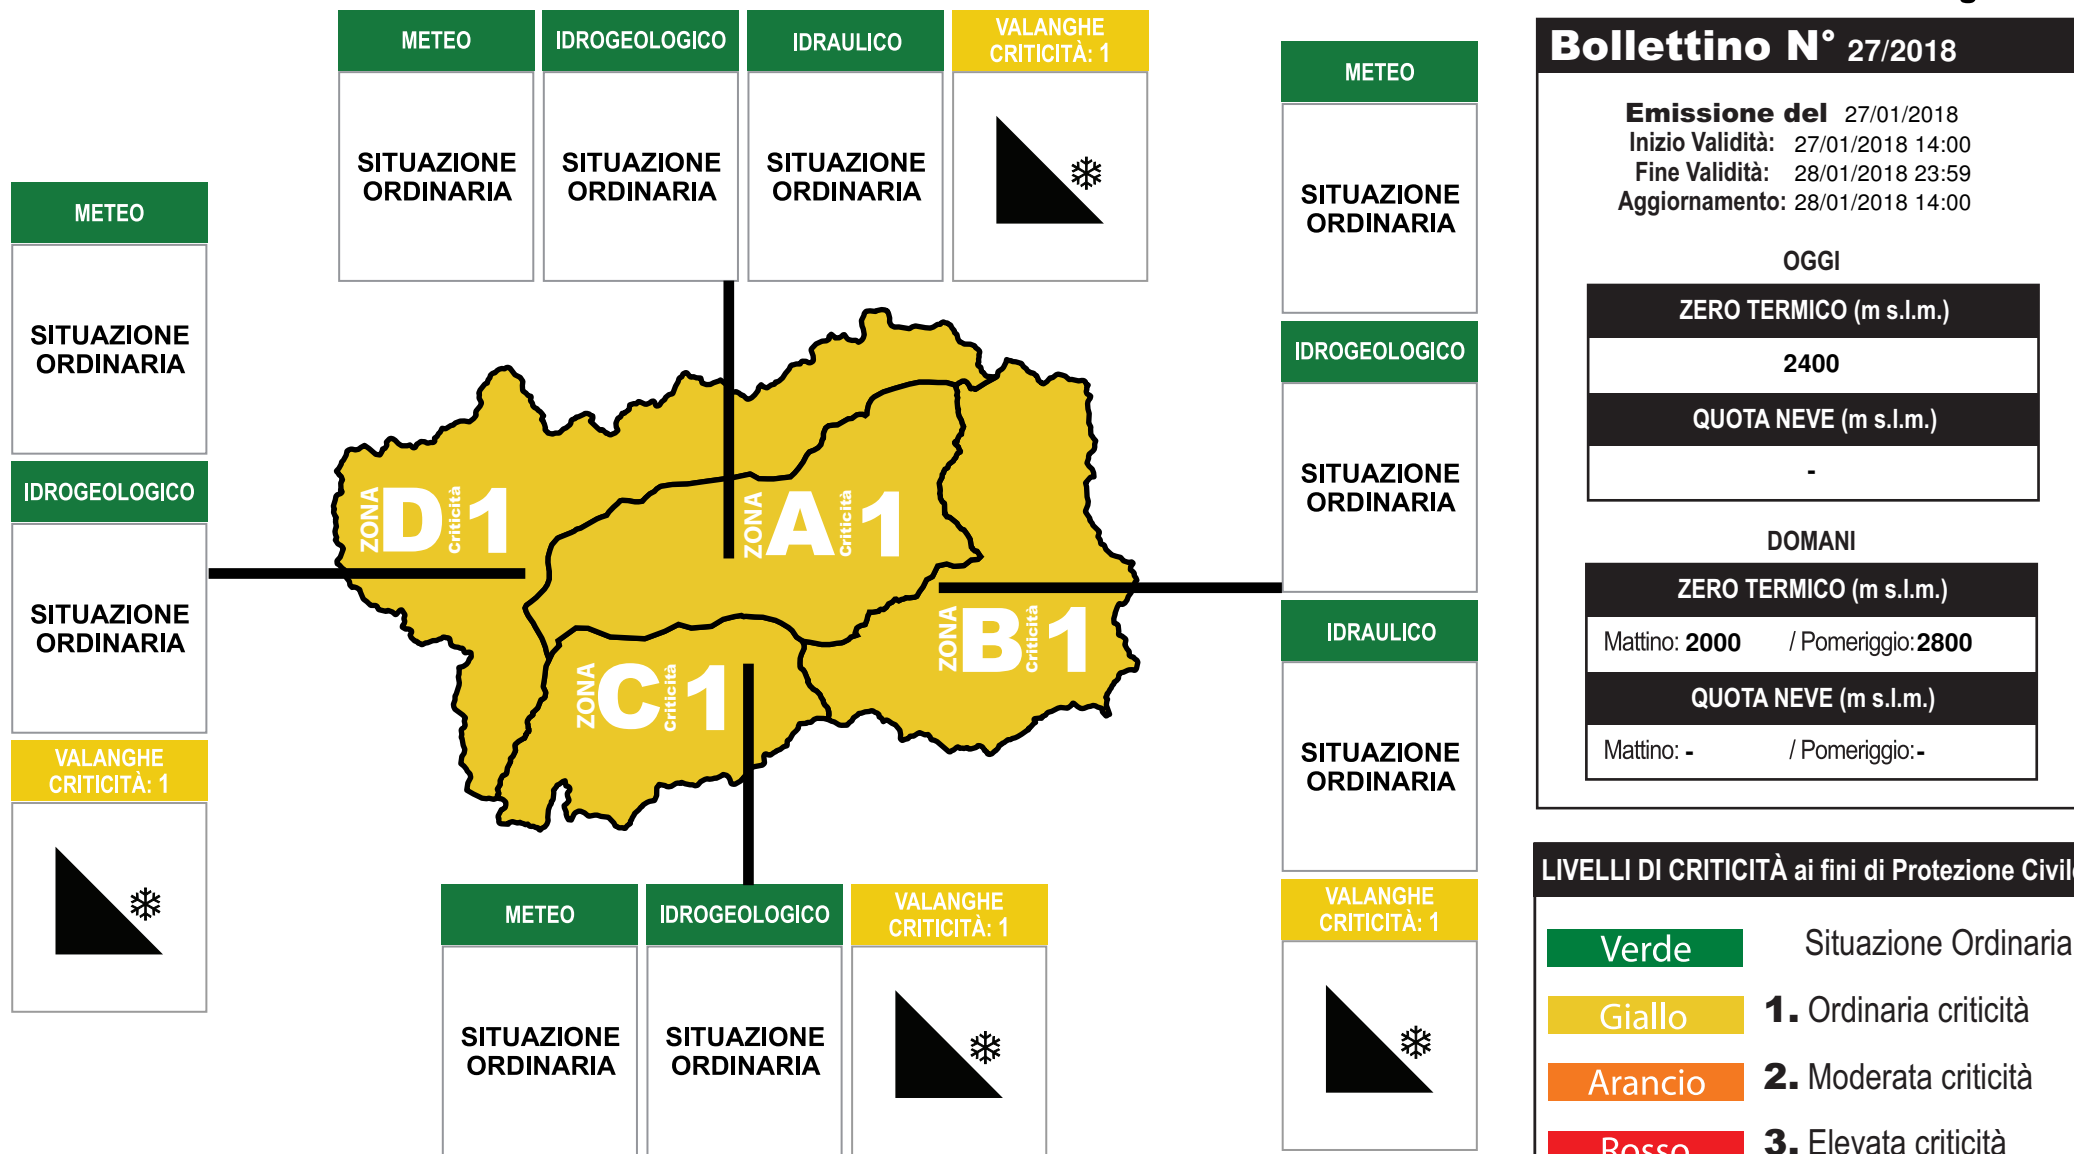 METEO
IDROGEOLOGICO
IDRAULICO
VALANGHE
CRITICITÀ: 1
SITUAZIONE
ORDINARIA
SITUAZIONE
ORDINARIA
SITUAZIONE
ORDINARIA
METEO
SITUAZIONE
ORDINARIA
IDROGEOLOGICO
SITUAZIONE
ORDINARIA
VALANGHE
CRITICITÀ: 1
ZONA D Criticità 1
ZONA A Criticità 1
ZONA B Criticità 1
ZONA C Criticità 1
METEO
IDROGEOLOGICO
VALANGHE
CRITICITÀ: 1
SITUAZIONE
ORDINARIA
SITUAZIONE
ORDINARIA
METEO
SITUAZIONE
ORDINARIA
IDROGEOLOGICO
SITUAZIONE
ORDINARIA
IDRAULICO
SITUAZIONE
ORDINARIA
VALANGHE
CRITICITÀ: 1
Bollettino N° 27/2018
Emissione del 27/01/2018
Inizio Validità: 27/01/2018 14:00
Fine Validità: 28/01/2018 23:59
Aggiornamento: 28/01/2018 14:00
OGGI
ZERO TERMICO (m s.l.m.)
2400
QUOTA NEVE (m s.l.m.)
-
DOMANI
ZERO TERMICO (m s.l.m.)
Mattino: 2000 / Pomeriggio: 2800
QUOTA NEVE (m s.l.m.)
Mattino: - / Pomeriggio: -
LIVELLI DI CRITICITÀ ai fini di Protezione Civile
Verde Situazione Ordinaria
Giallo 1. Ordinaria criticità
Arancio 2. Moderata criticità
Rosso 3. Elevata criticità